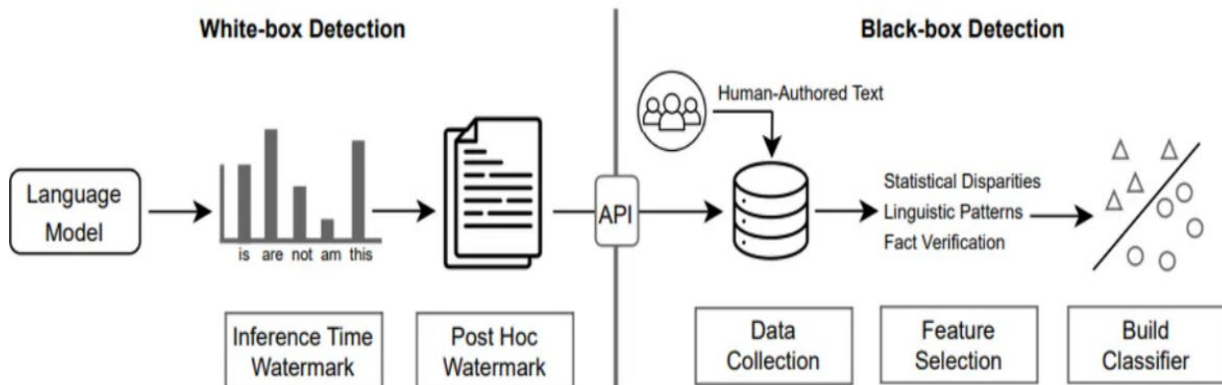 White-box Detection
Black-box Detection
Human-Authored Text
Language
Model
is are not am this
API
Statistical Disparities
Linguistic Patterns
Fact Verification
Inference Time
Watermark
Post Hoc
Watermark
Data
Collection
Feature
Selection
Build
Classifier